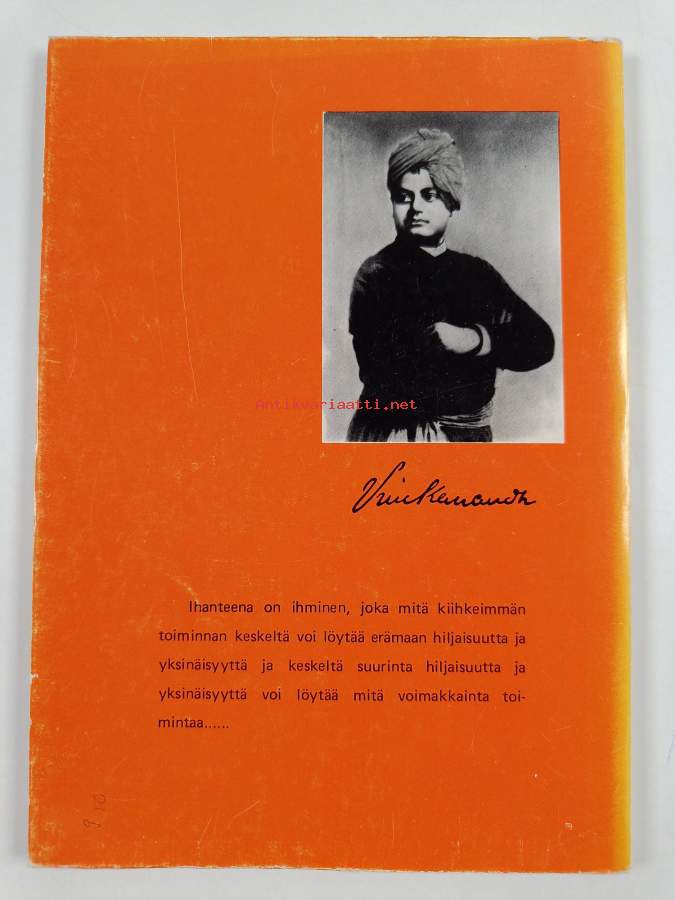 Antikvariaatti.net
Vivekananda
Ihanteena on ihminen, joka mitä kiihkeimmän
toiminnan keskeltä voi löytää erämaan hiljaisuutta ja
yksinäisyyttä ja keskeltä suurinta hiljaisuutta ja
yksinäisyyttä voi löytää mitä voimakkainta toi-
mintaa......